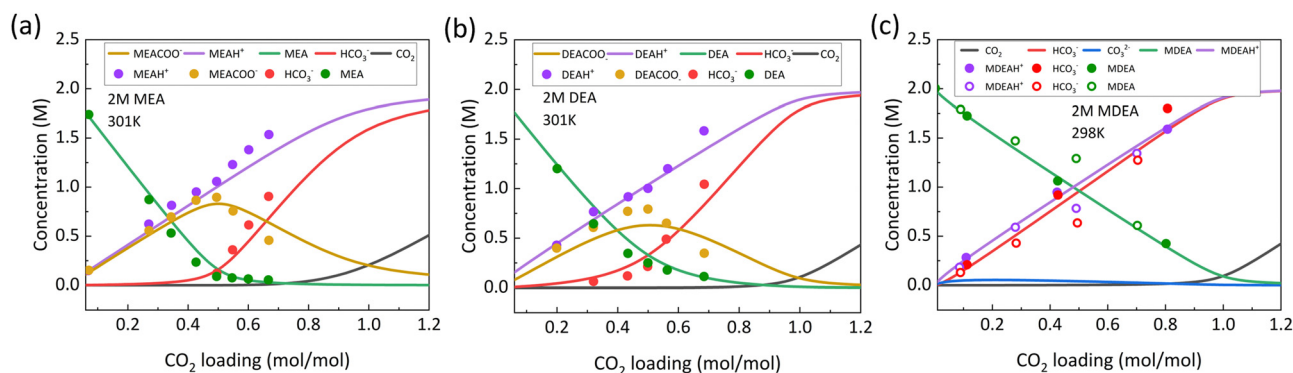 (a)
2.5
2.0
1.5
1.0
0.5
0.0
Concentration (M)
MEACOO⁻ MEAH⁺ MEA HCO₃⁻ CO₂
MEAH⁺ MEACOO⁻ HCO₃⁻ MEA
2M MEA
301K
0.2 0.4 0.6 0.8 1.0 1.2
CO₂ loading (mol/mol)
(b)
2.5
2.0
1.5
1.0
0.5
0.0
Concentration (M)
DEACOO₋ DEAH⁺ DEA HCO₃⁻ CO₂
DEAH⁺ DEACOO₋ HCO₃⁻ DEA
2M DEA
301K
0.2 0.4 0.6 0.8 1.0 1.2
CO₂ loading (mol/mol)
(c)
2.5
2.0
1.5
1.0
0.5
0.0
Concentration (M)
CO₂ HCO₃⁻ CO₃²⁻ MDEA MDEAH⁺
MDEAH⁺ HCO₃⁻ MDEA
MDEAH⁺ HCO₃⁻ MDEA
2M MDEA
298K
0.2 0.4 0.6 0.8 1.0 1.2
CO₂ loading (mol/mol)